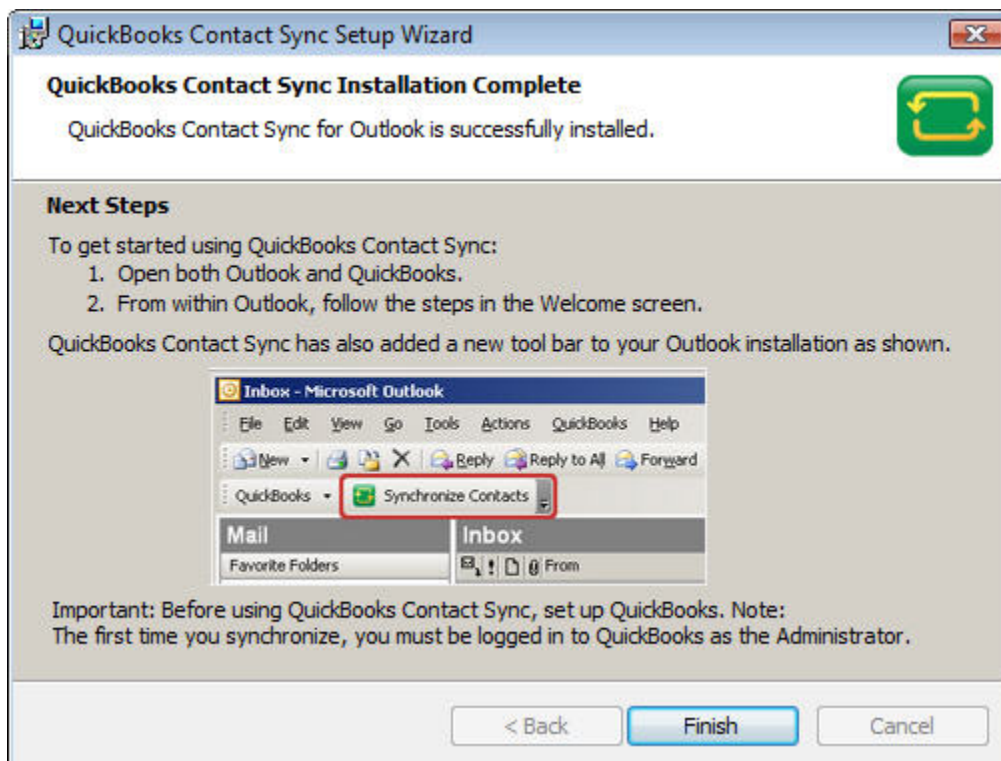 QuickBooks Contact Sync Setup Wizard
QuickBooks Contact Sync Installation Complete
QuickBooks Contact Sync for Outlook is successfully installed.
Next Steps
To get started using QuickBooks Contact Sync:
1. Open both Outlook and QuickBooks.
2. From within Outlook, follow the steps in the Welcome screen.
QuickBooks Contact Sync has also added a new tool bar to your Outlook installation as shown.
Inbox - Microsoft Outlook
File Edit View Go Tools Actions QuickBooks Help
New Reply Reply to All Forward
QuickBooks Synchronize Contacts
Mail Inbox
Favorite Folders From
Important: Before using QuickBooks Contact Sync, set up QuickBooks. Note:
The first time you synchronize, you must be logged in to QuickBooks as the Administrator.
< Back Finish Cancel